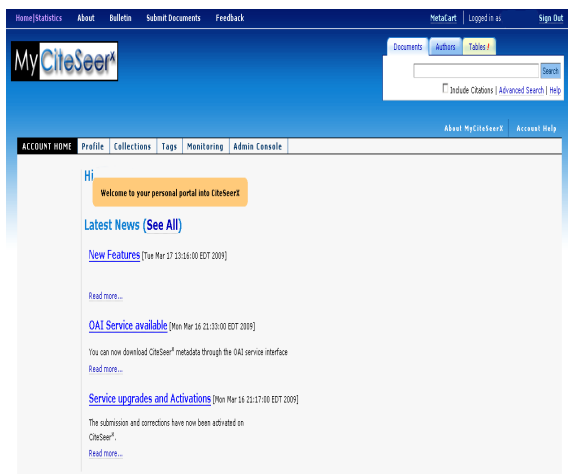 Home|Statistics About Bulletin Submit Documents Feedback MetaCart Logged in as Sign Out
MyCiteSeerX
Documents Authors Tables!
Search
Include Citations | Advanced Search | Help
About MyCiteSeerX Account Help
ACCOUNT HOME Profile Collections Tags Monitoring Admin Console
Hi
Welcome to your personal portal into CiteSeerX
Latest News (See All)
New Features [Tue Mar 17 13:16:00 EDT 2009]
Read more...
OAI Service available [Mon Mar 16 21:33:00 EDT 2009]
You can now download CiteSeerX metadata through the OAI service interface
Read more...
Service upgrades and Activations [Mon Mar 16 21:17:00 EDT 2009]
The submission and corrections have now been activated on
CiteSeerX.
Read more...